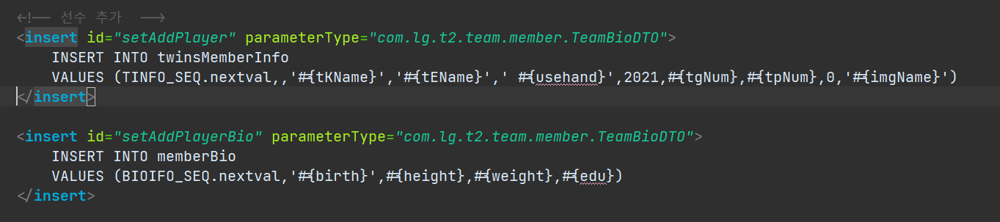 <!-- 선수 추가  -->
<insert id="setAddPlayer" parameterType="com.lg.t2.team.member.TeamBioDTO">
    INSERT INTO twinsMemberInfo
    VALUES (TINFO_SEQ.nextval,,'#{tKName}','#{tEName}',' #{usehand}',2021,#{tgNum},#{tpNum},0,'#{imgName}')
</insert>
<insert id="setAddPlayerBio" parameterType="com.lg.t2.team.member.TeamBioDTO">
    INSERT INTO memberBio
    VALUES (BIOIFO_SEQ.nextval,'#{birth}',#{height},#{weight},#{edu})
</insert>